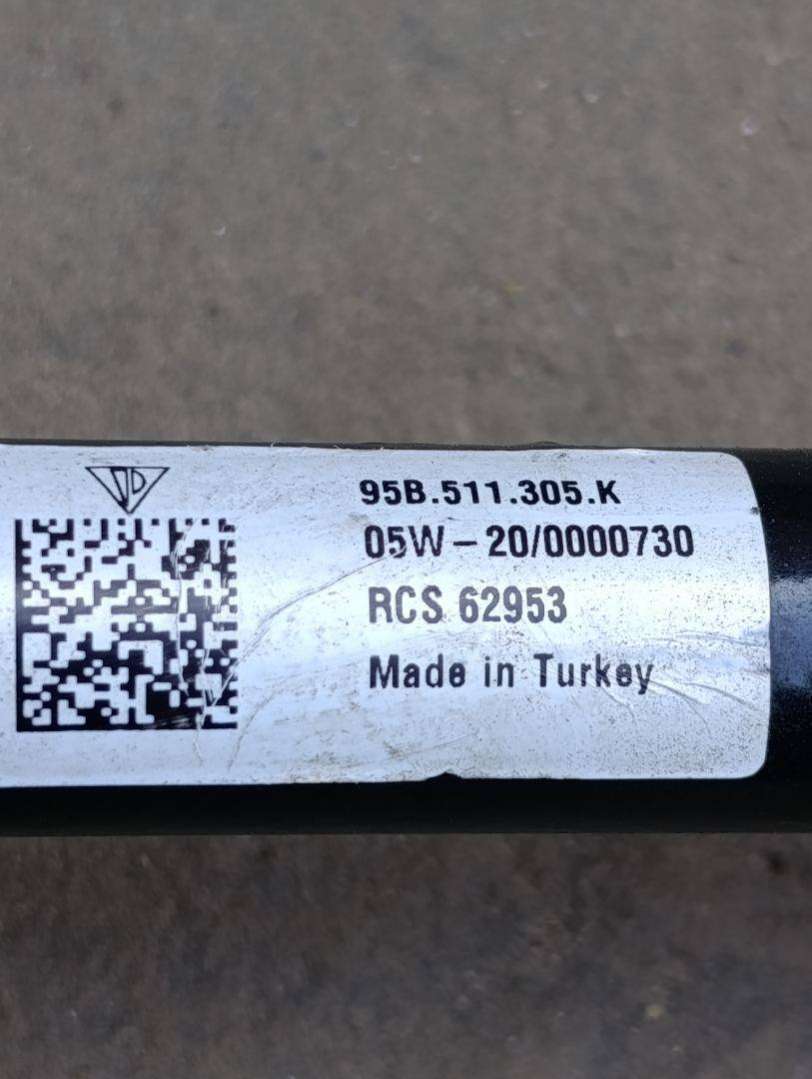 95B.511.305.K
05W-20/0000730
RCS 62953
Made in Turkey